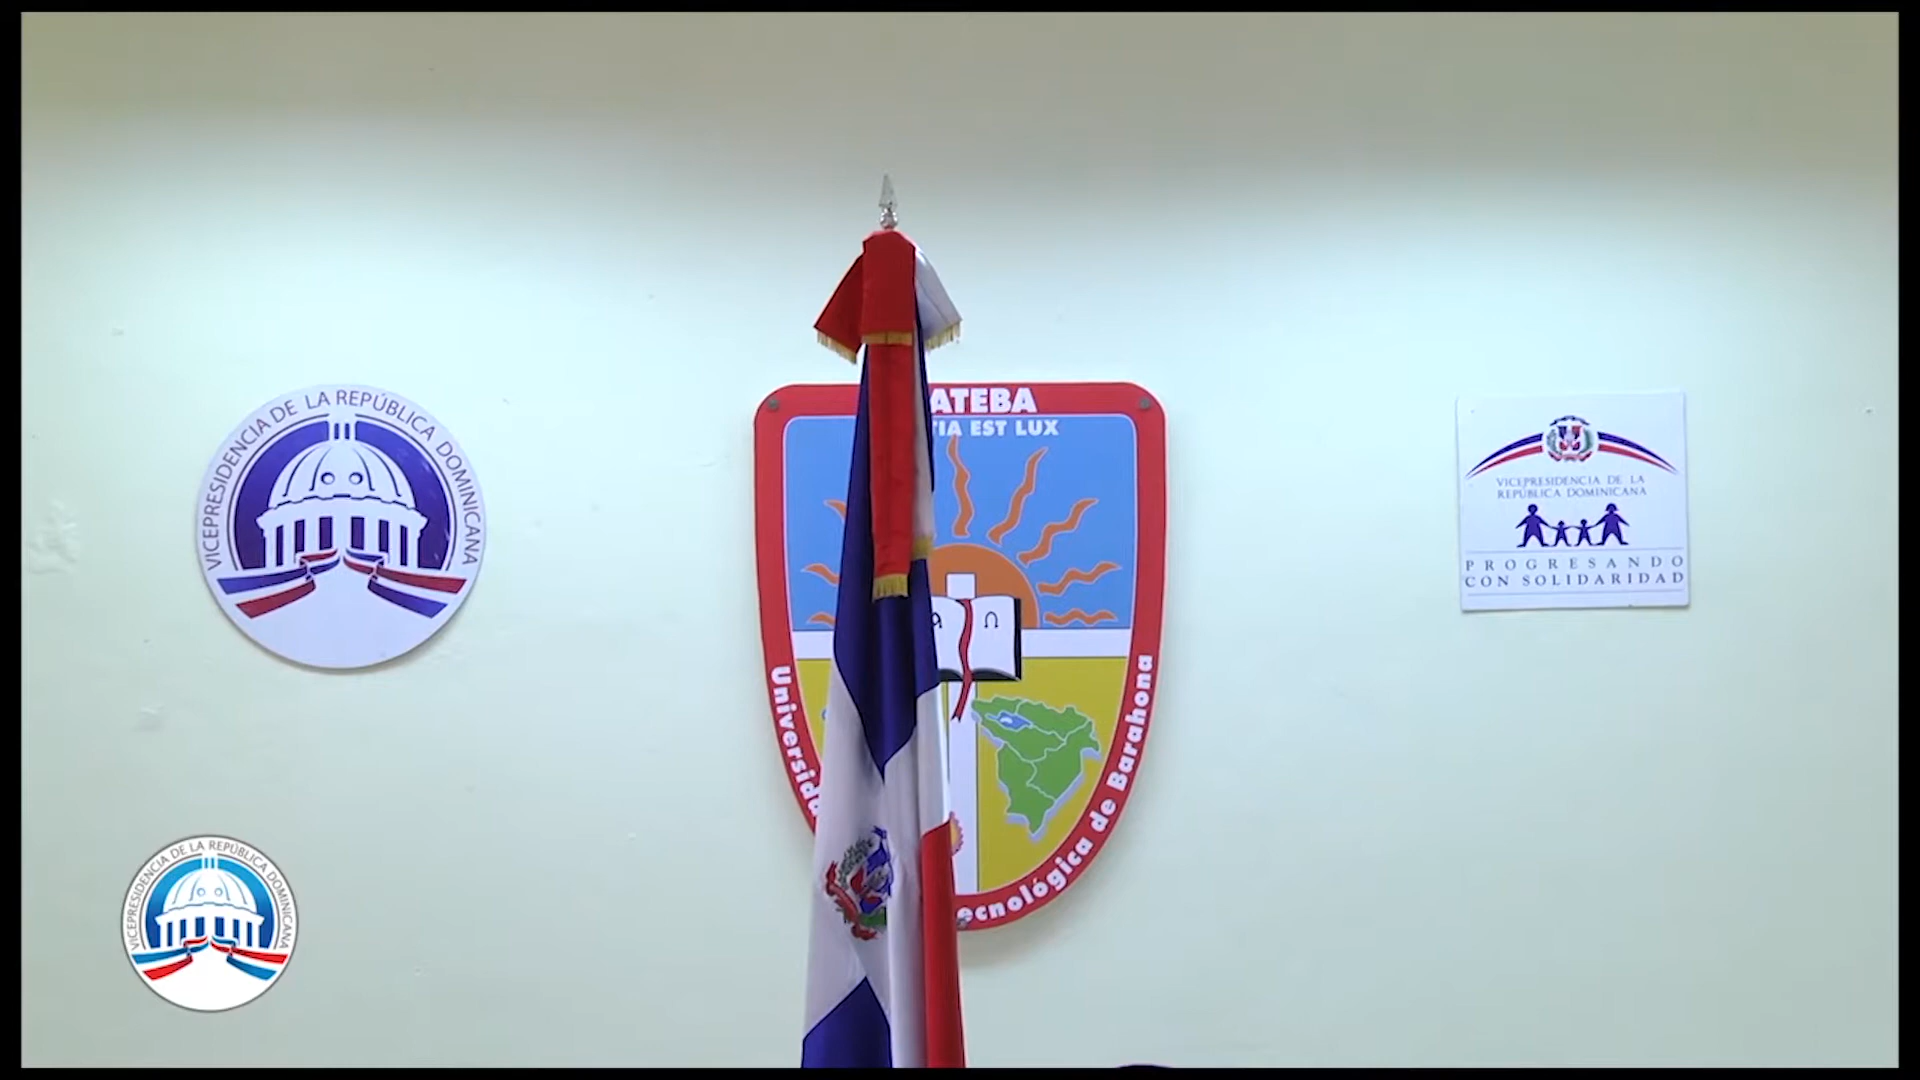 VICEPRESIDENCIA DE LA REPÚBLICA DOMINICANA
ATEBA
TIA EST LUX
Ω
Universida
ecnológica de Barahona
VICEPRESIDENCIA DE LA
REPÚBLICA DOMINICANA
PROGRESANDO
CON SOLIDARIDAD
VICEPRESIDENCIA DE LA REPÚBLICA DOMINICANA